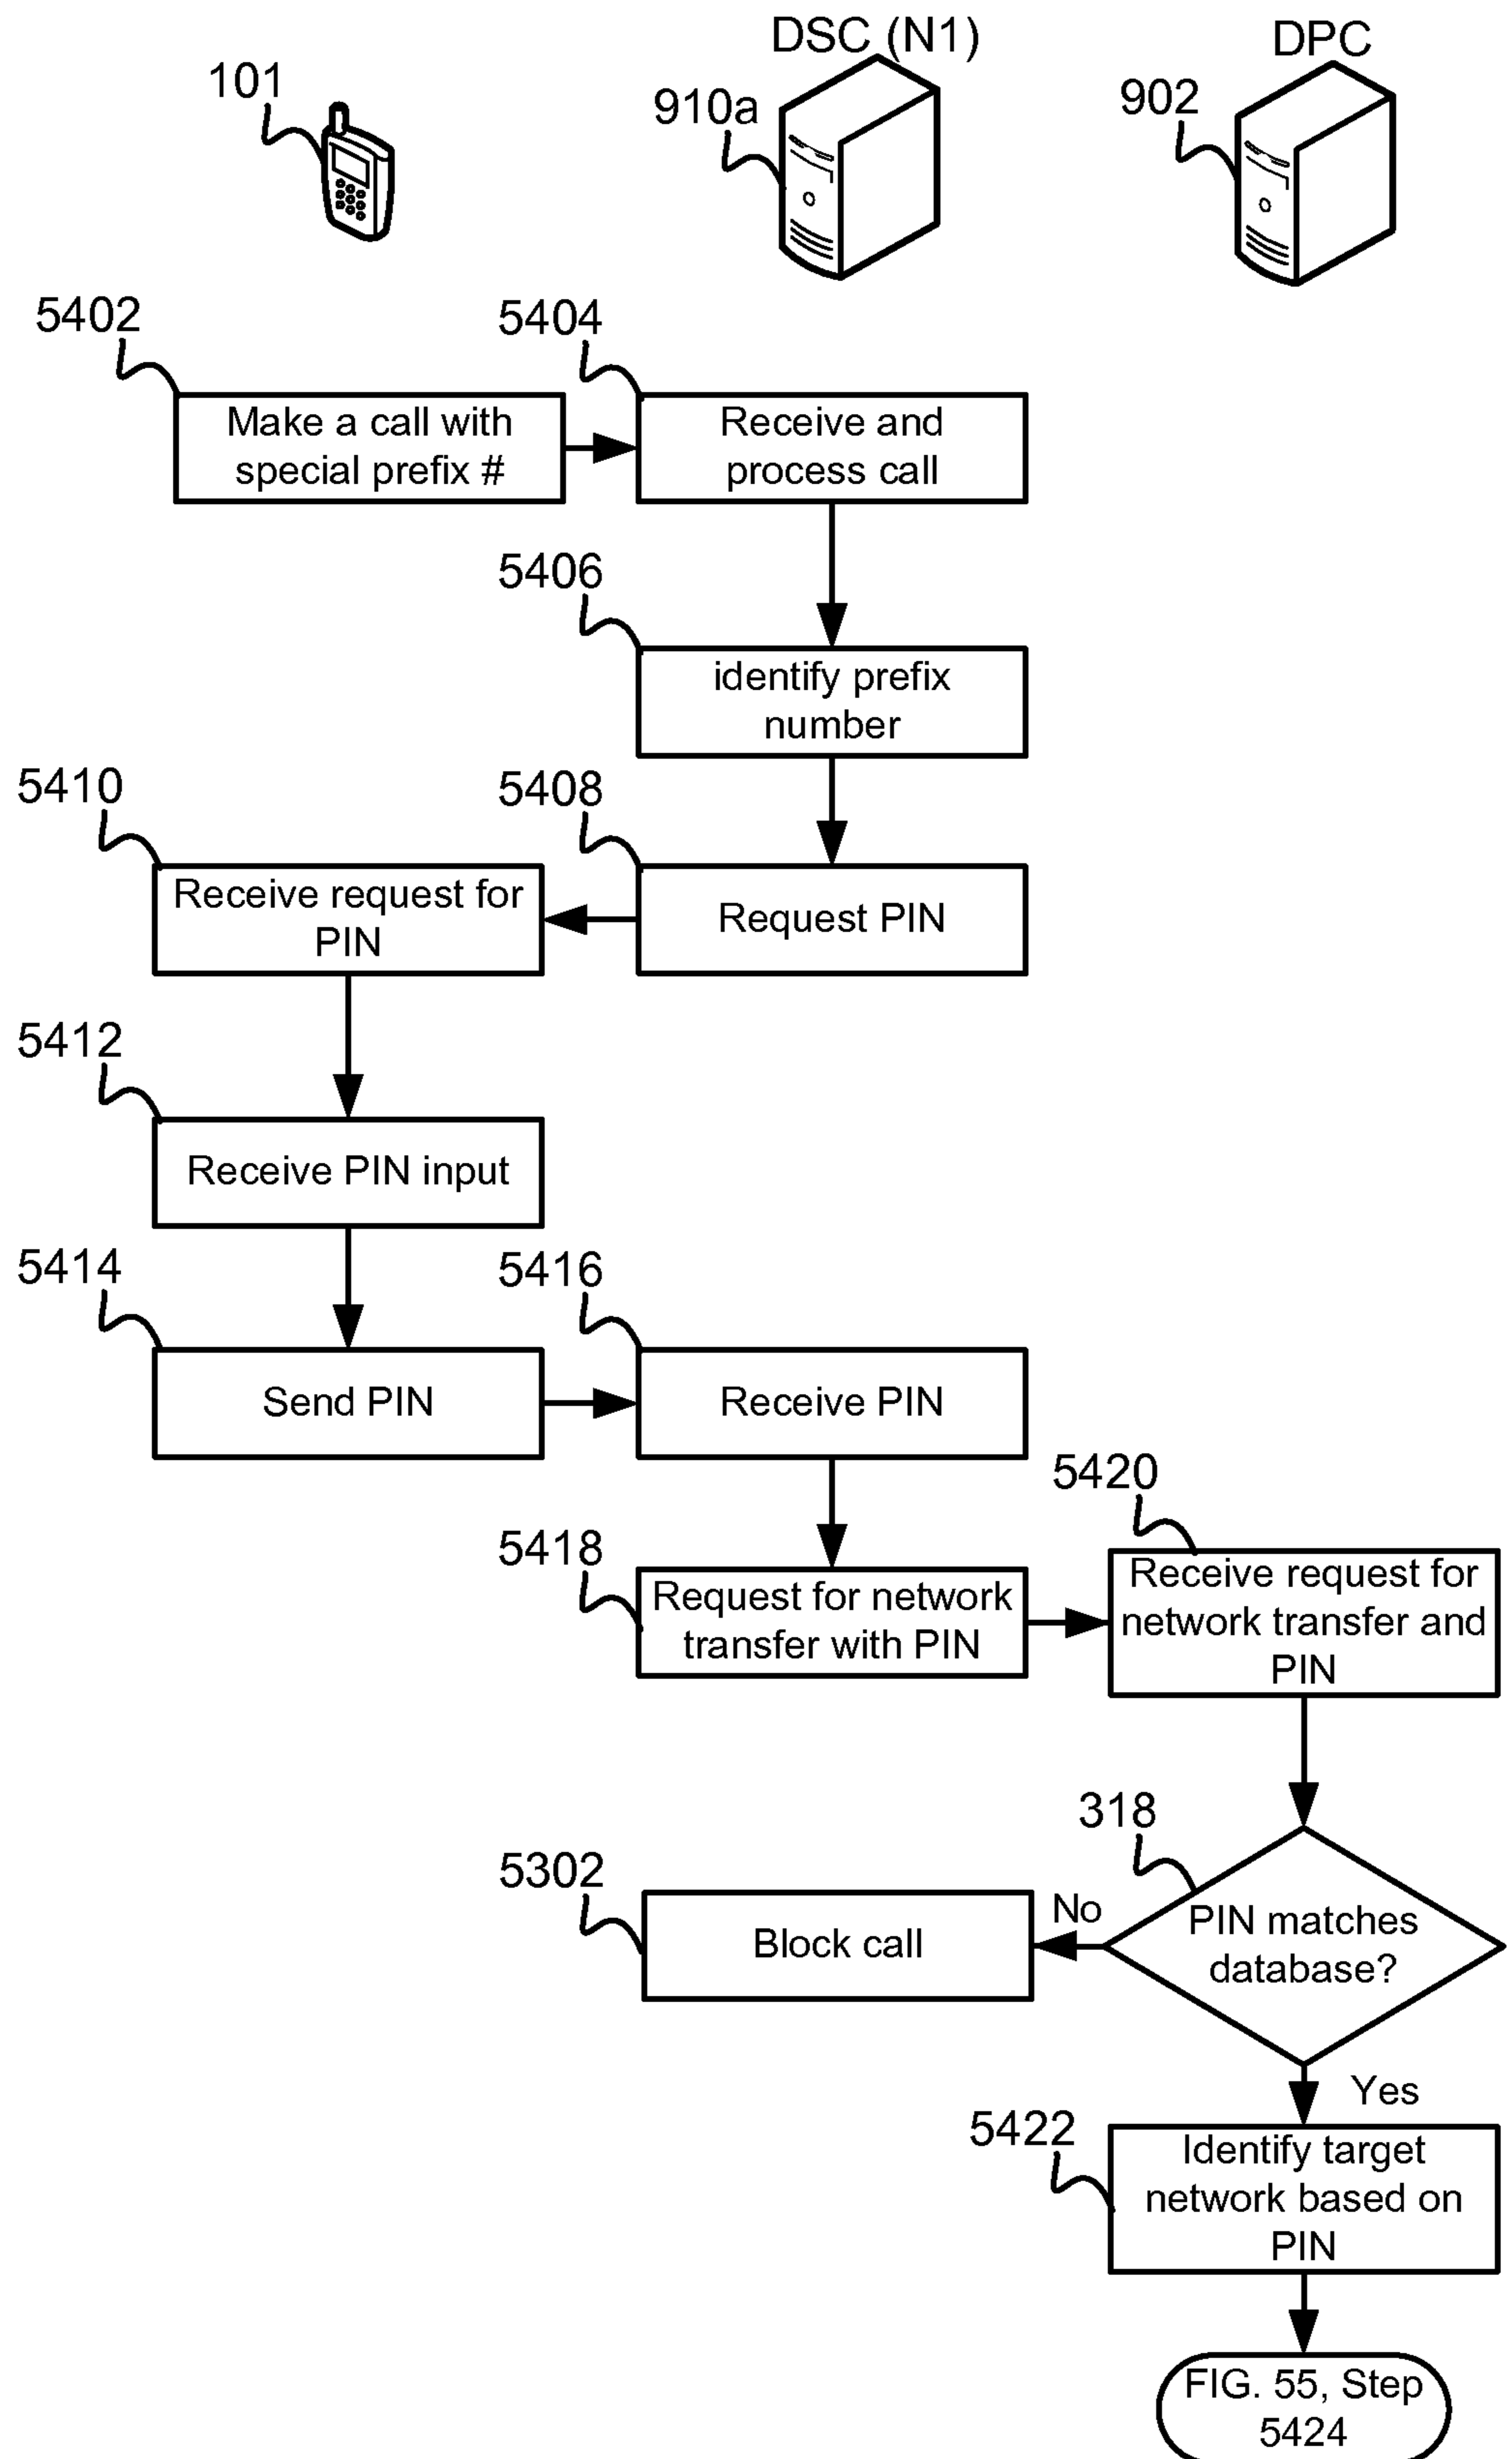 DSC (N1)
DPC
101
910a
902
5402
5404
Make a call with
special prefix #
Receive and
process call
5406
identify prefix
number
5410
5408
Receive request for
PIN
Request PIN
5412
Receive PIN input
5414
5416
Send PIN
Receive PIN
5420
5418
Request for network
transfer with PIN
Receive request for
network transfer and
PIN
318
5302
No
Block call
PIN matches
database?
Yes
5422
Identify target
network based on
PIN
FIG. 55, Step
5424